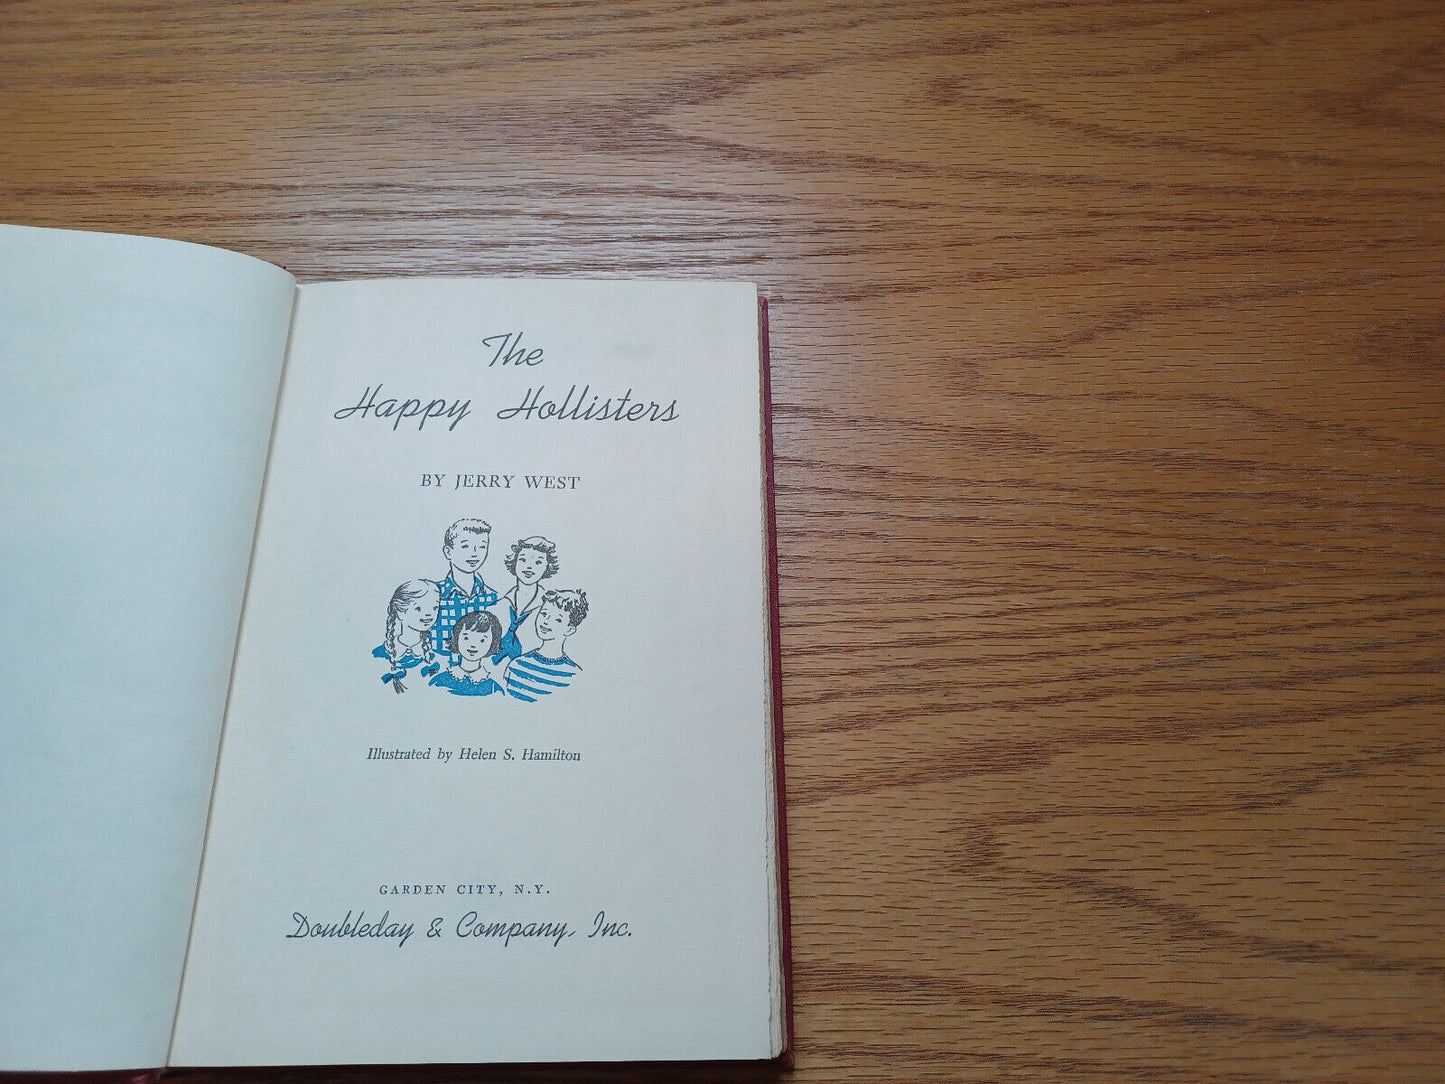 The
Happy Hollisters
BY JERRY WEST
Illustrated by Helen S. Hamilton
GARDEN CITY, N.Y.
Doubleday & Company, Inc.